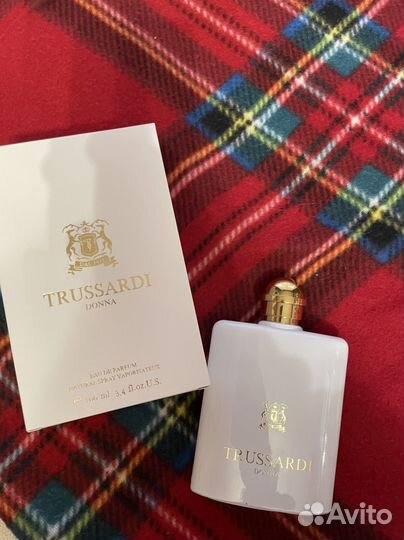 TRUSSARDI
DONNA
EAU DE PARFUM
NATURAL SPRAY VAPORISATEUR
100 ml 3.4 fl.oz.U.S.
TRUSSARDI
DONNA
Avito